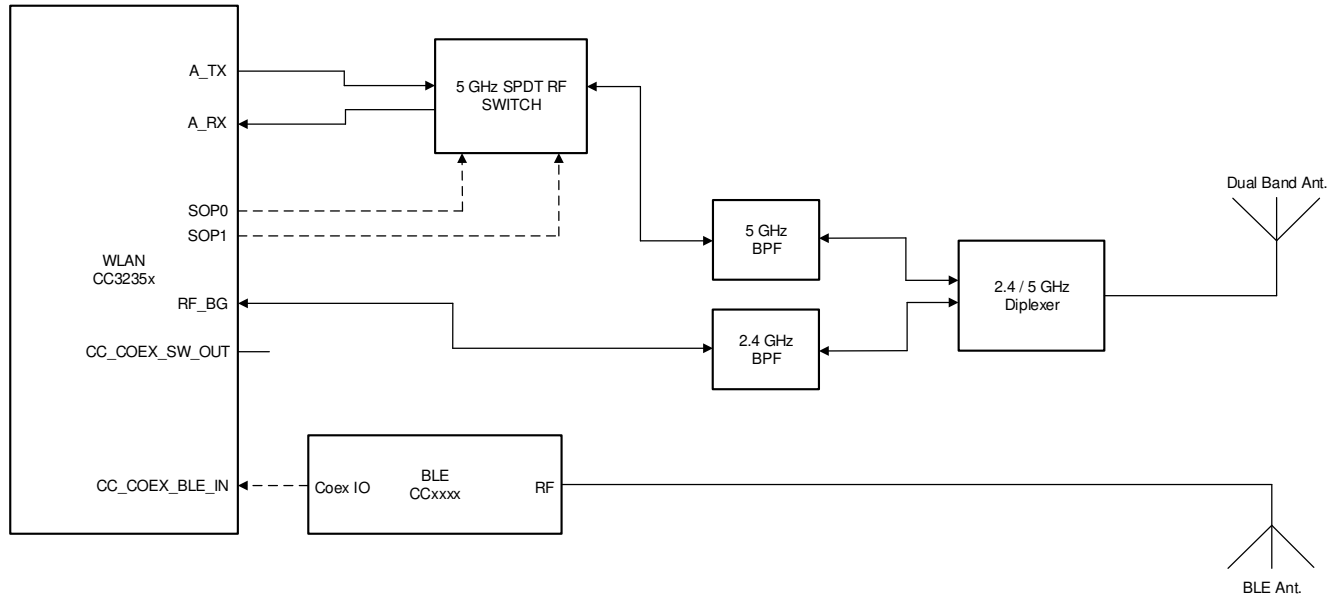 A_TX
A_RX
SOP0
SOP1
WLAN
CC3235x
RF_BG
CC_COEX_SW_OUT
CC_COEX_BLE_IN
5 GHz SPDT RF
SWITCH
5 GHz
BPF
2.4 GHz
BPF
2.4 / 5 GHz
Diplexer
Dual Band Ant.
Coex IO
BLE
CCxxxx
RF
BLE Ant.